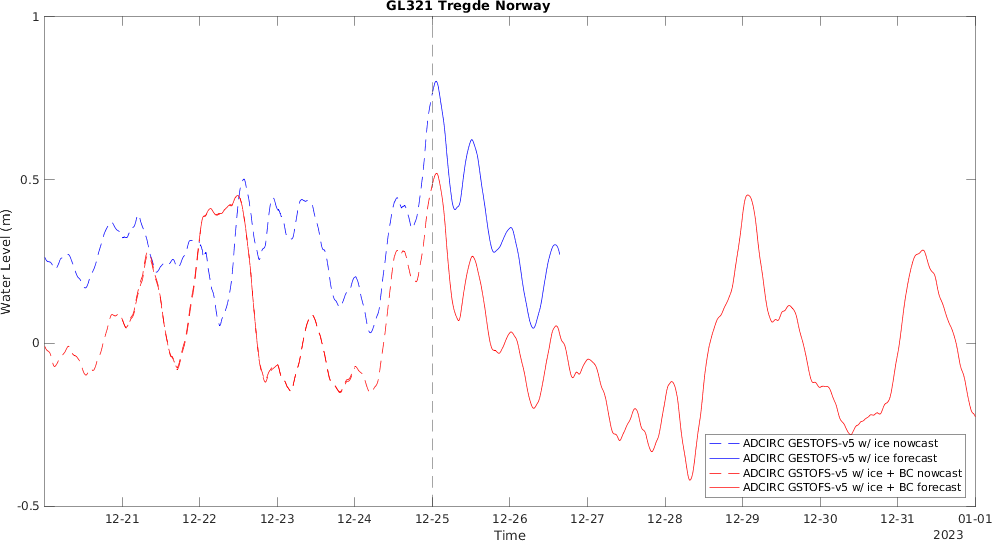 GL321 Tregde Norway
1
0.5
0
-0.5
Water Level (m)
12-21 12-22 12-23 12-24 12-25 12-26 12-27 12-28 12-29 12-30 12-31 01-01
Time
2023
ADCIRC GESTOFS-v5 w/ ice nowcast
ADCIRC GESTOFS-v5 w/ ice forecast
ADCIRC GSTOFS-v5 w/ ice + BC nowcast
ADCIRC GSTOFS-v5 w/ ice + BC forecast